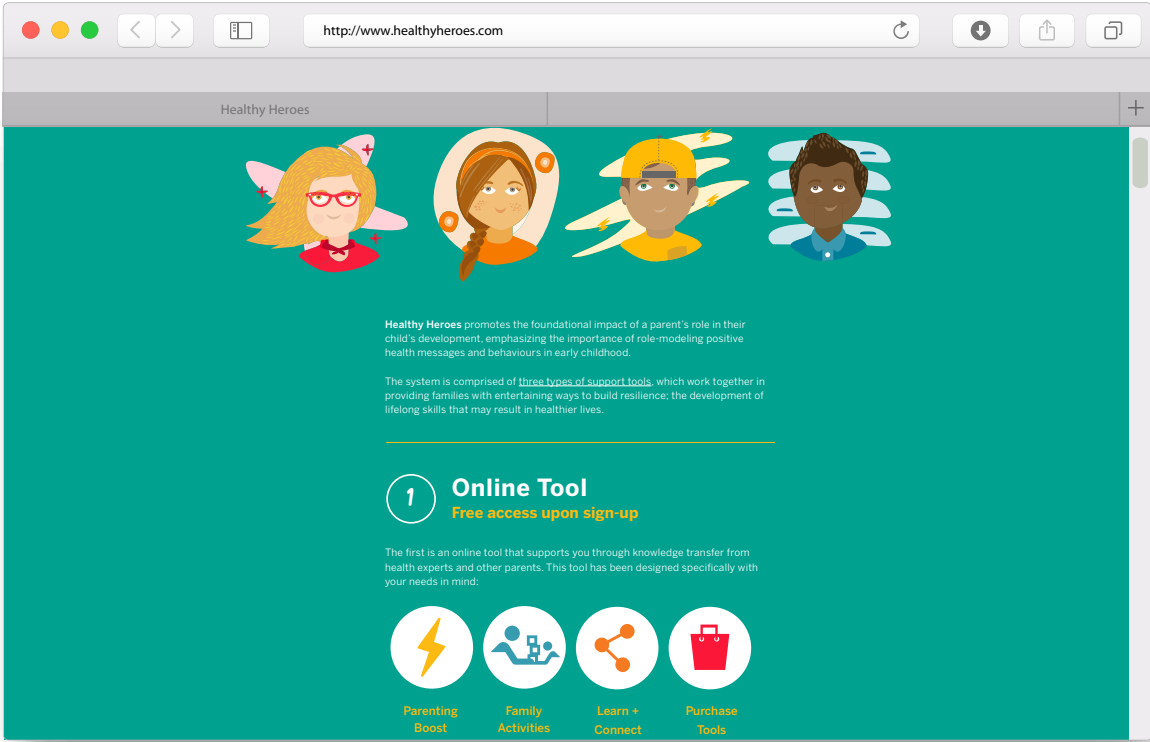 http://www.healthyheroes.com
Healthy Heroes
Healthy Heroes promotes the foundational impact of a parent's role in their
child's development, emphasizing the importance of role-modeling positive
health messages and behaviours in early childhood.
The system is comprised of three types of support tools, which work together in
providing families with entertaining ways to build resilience; the development of
lifelong skills that may result in healthier lives.
1
Online Tool
Free access upon sign-up
The first is an online tool that supports you through knowledge transfer from
health experts and other parents. This tool has been designed specifically with
your needs in mind:
Parenting
Boost
Family
Activities
Learn +
Connect
Purchase
Tools